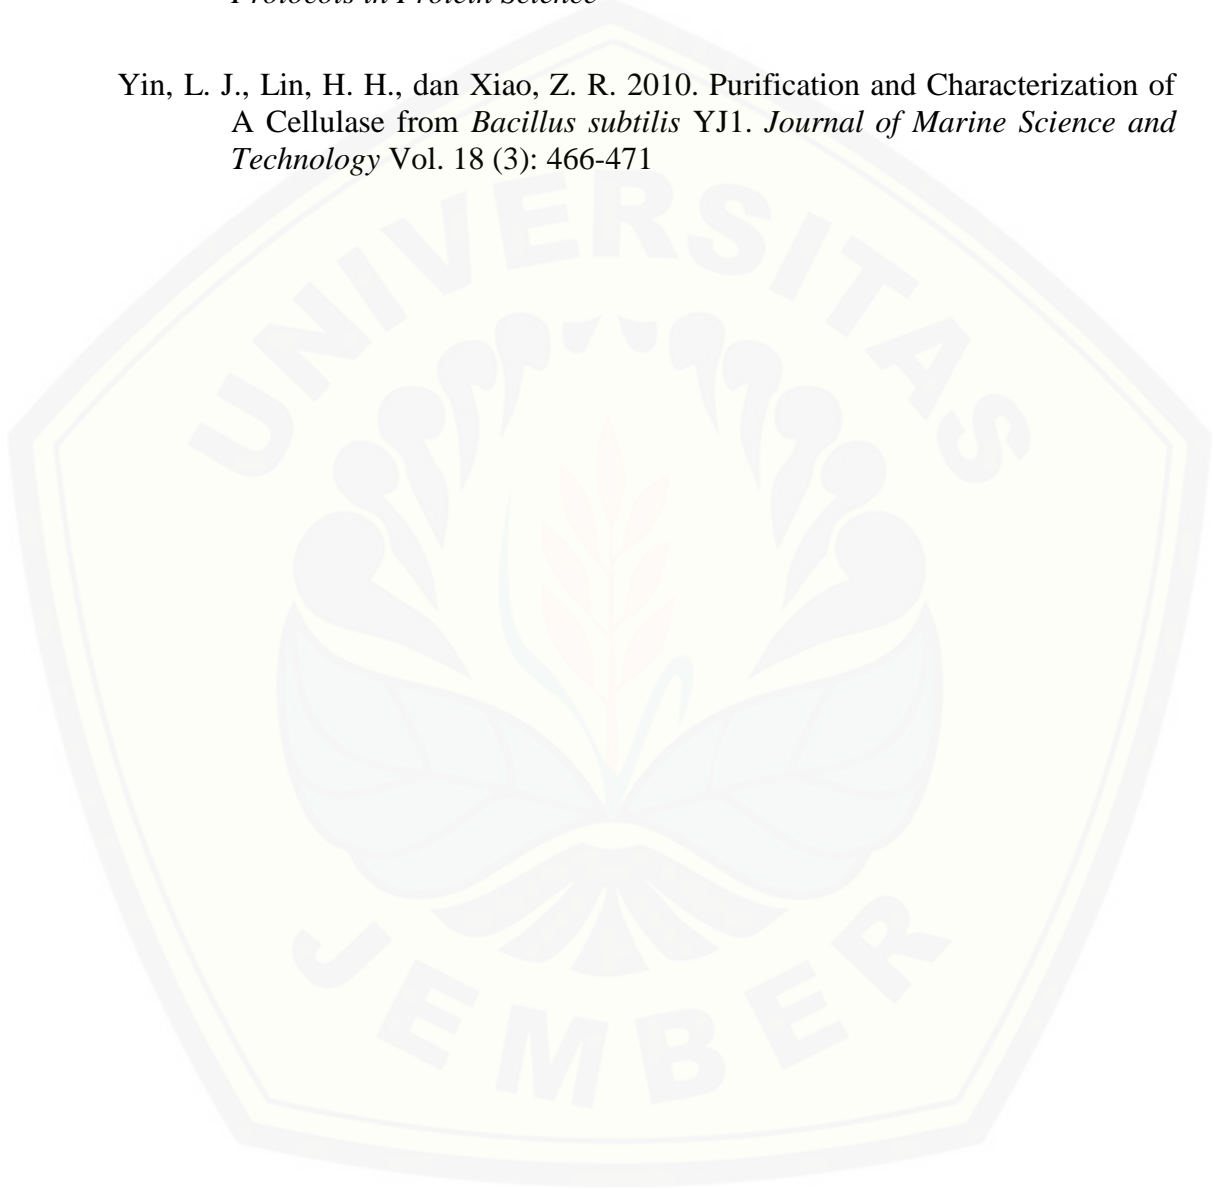 Protocols in Protein Science
Yin, L. J., Lin, H. H., dan Xiao, Z. R. 2010. Purification and Characterization of
A Cellulase from Bacillus subtilis YJ1. Journal of Marine Science and
Technology Vol. 18 (3): 466-471
UNIVERSITAS
JEMBER